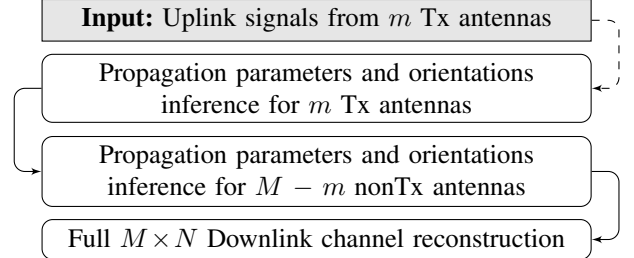 Input: Uplink signals from m Tx antennas
Propagation parameters and orientations
inference for m Tx antennas
Propagation parameters and orientations
inference for M − m nonTx antennas
Full M × N Downlink channel reconstruction